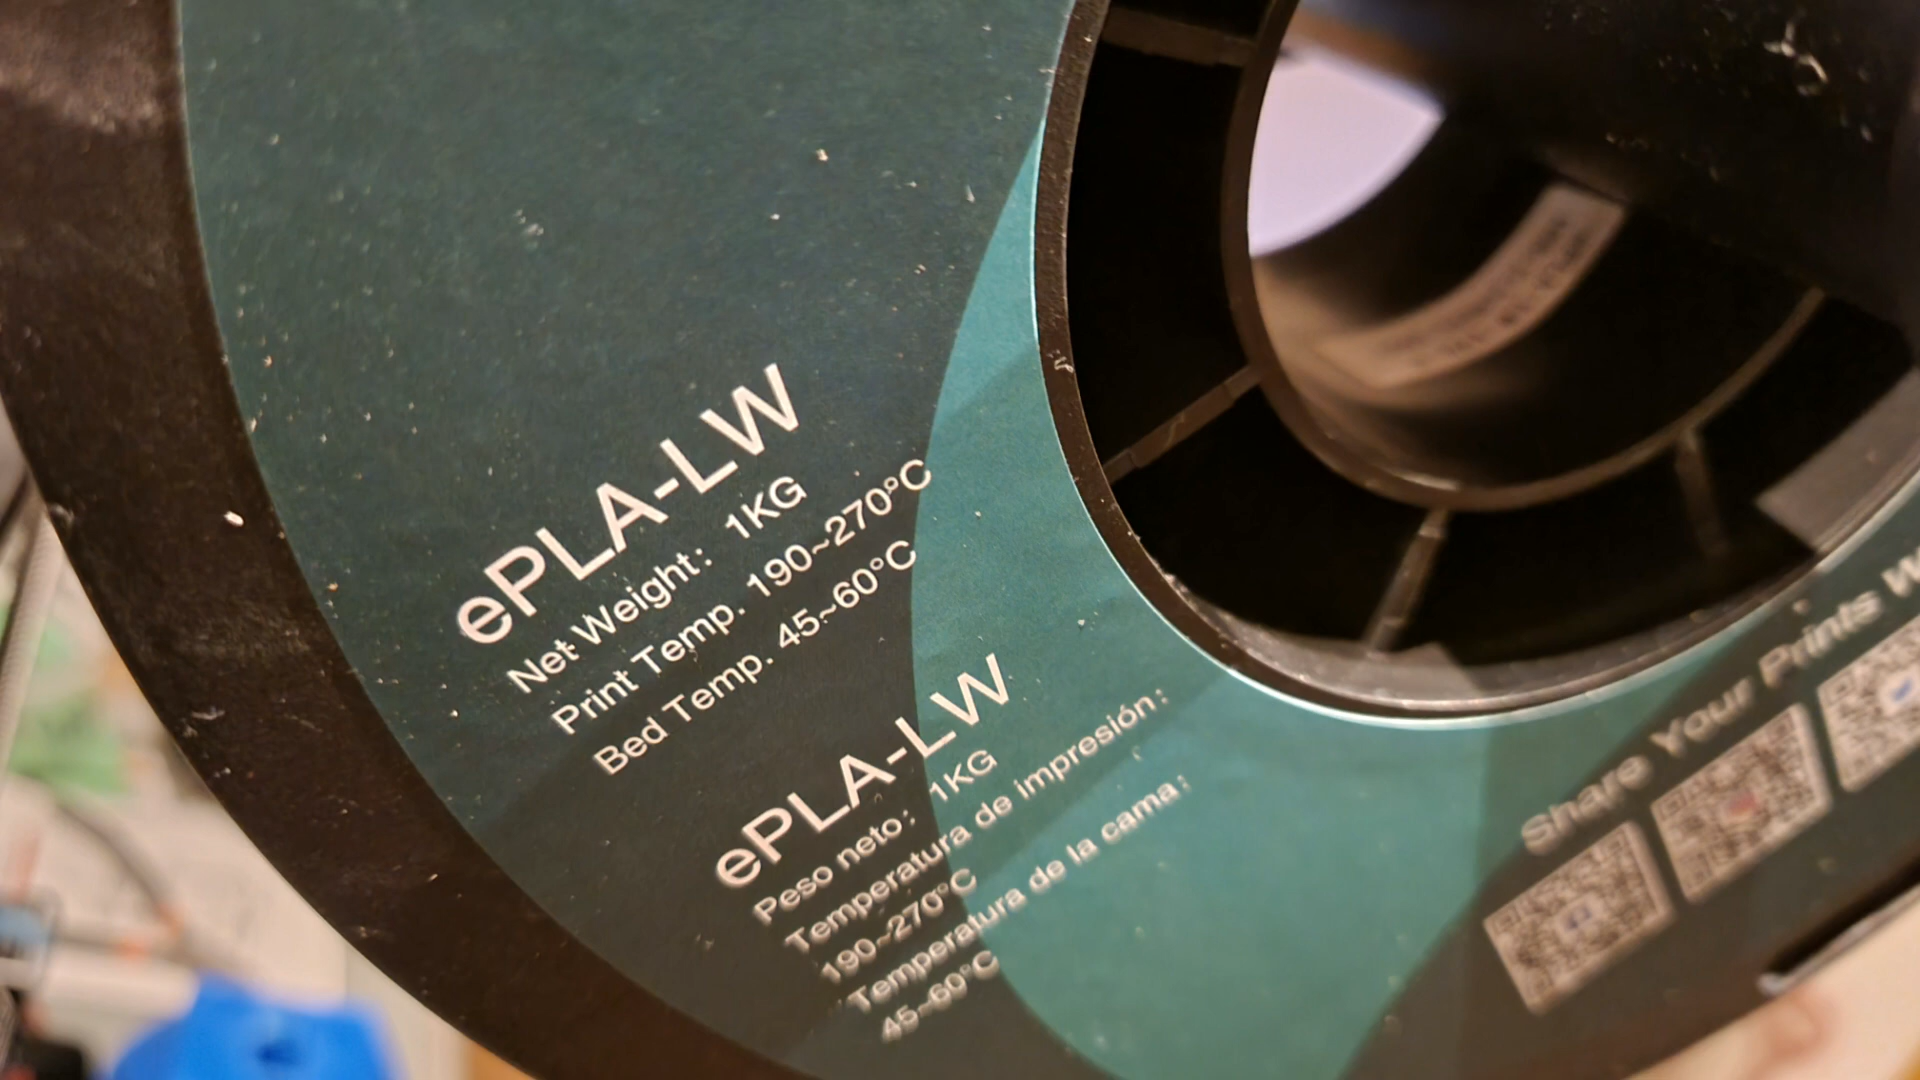 ePLA-LW
Net Weight: 1KG
Print Temp. 190~270°C
Bed Temp. 45~60°C
ePLA-LW
Peso neto: 1KG
Temperatura de impresión:
190~270°C
Temperatura de la cama:
45~60°C
Share Your Prints